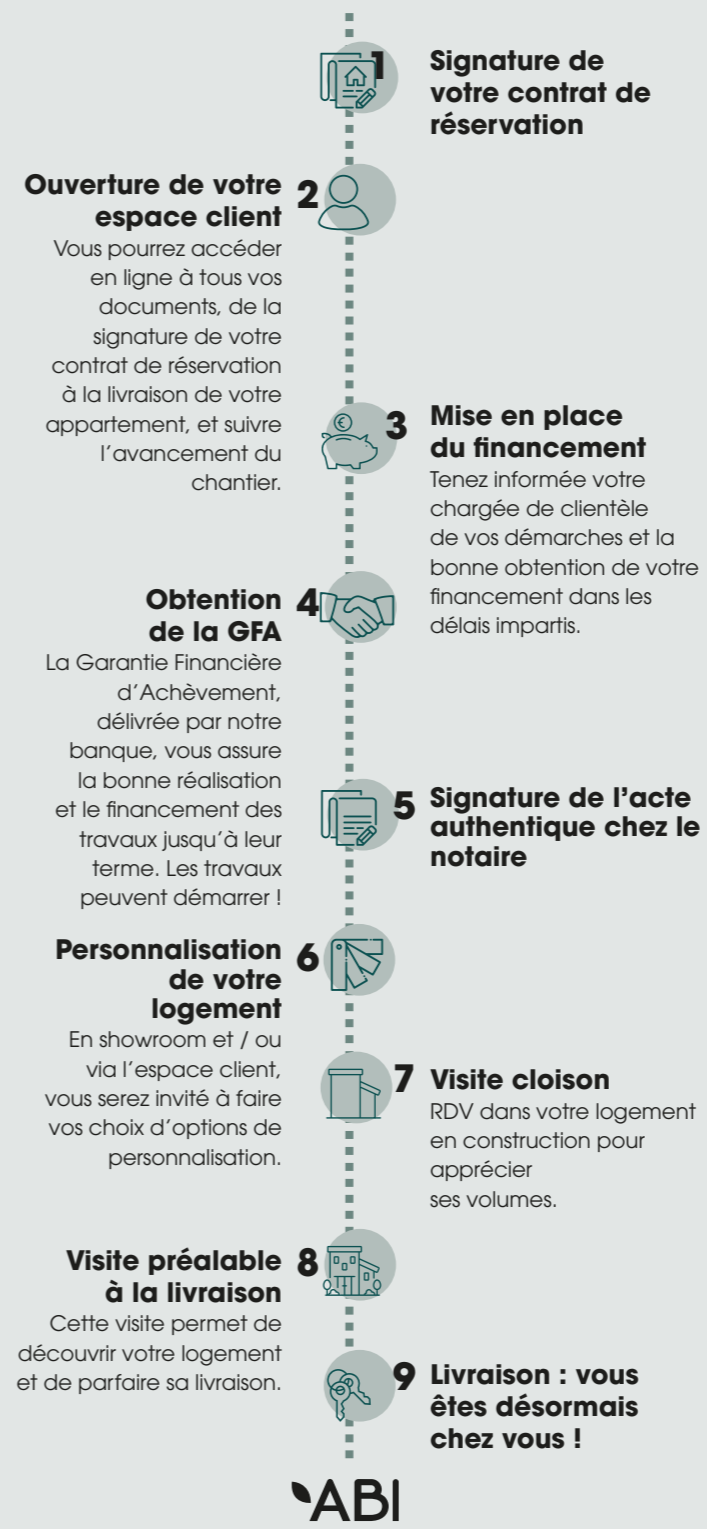 1
Signature de
votre contrat de
réservation
2
Ouverture de votre
espace client
Vous pourrez accéder
en ligne à tous vos
documents, de la
signature de votre
contrat de réservation
à la livraison de votre
appartement, et suivre
l'avancement du
chantier.
3
Mise en place
du financement
Tenez informée votre
chargée de clientèle
de vos démarches et la
bonne obtention de votre
financement dans les
délais impartis.
4
Obtention
de la GFA
La Garantie Financière
d'Achèvement,
délivrée par notre
banque, vous assure
la bonne réalisation
et le financement des
travaux jusqu'à leur
terme. Les travaux
peuvent démarrer !
5
Signature de l'acte
authentique chez le
notaire
6
Personnalisation
de votre
logement
En showroom et / ou
via l'espace client,
vous serez invité à faire
vos choix d'options de
personnalisation.
7
Visite cloison
RDV dans votre logement
en construction pour
apprécier
ses volumes.
8
Visite préalable
à la livraison
Cette visite permet de
découvrir votre logement
et de parfaire sa livraison.
9
Livraison : vous
êtes désormais
chez vous !
ABI